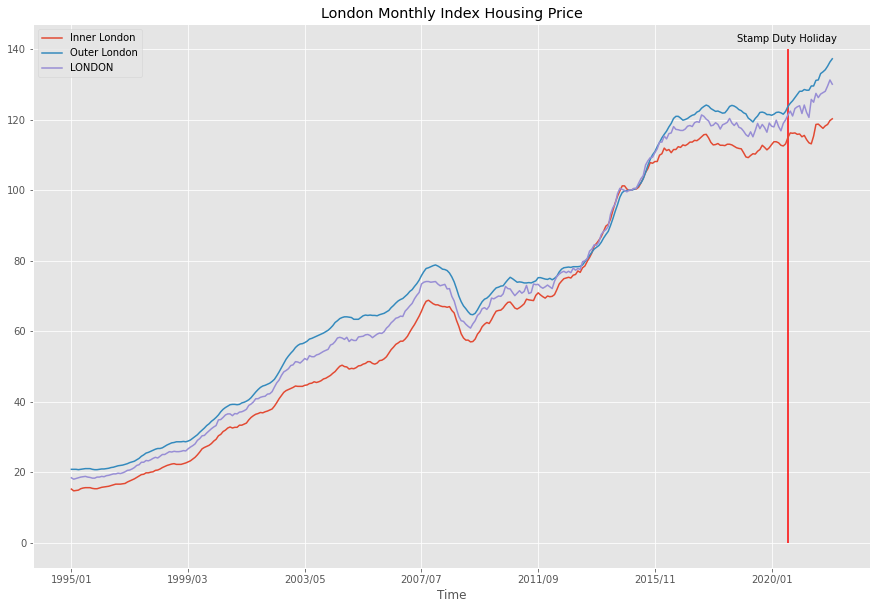 London Monthly Index Housing Price
Inner London
Outer London
LONDON
Stamp Duty Holiday
140
120
100
80
60
40
20
0
1995/01
1999/03
2003/05
2007/07
2011/09
2015/11
2020/01
Time